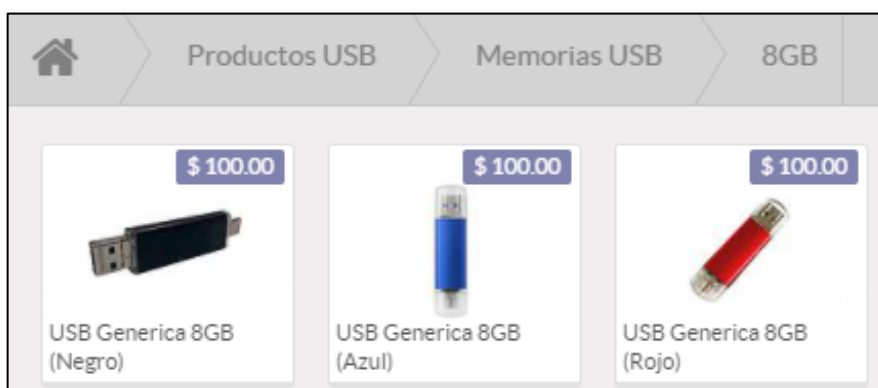 Productos USB
Memorias USB
8GB
$ 100.00
$ 100.00
$ 100.00
USB Generica 8GB
(Negro)
USB Generica 8GB
(Azul)
USB Generica 8GB
(Rojo)